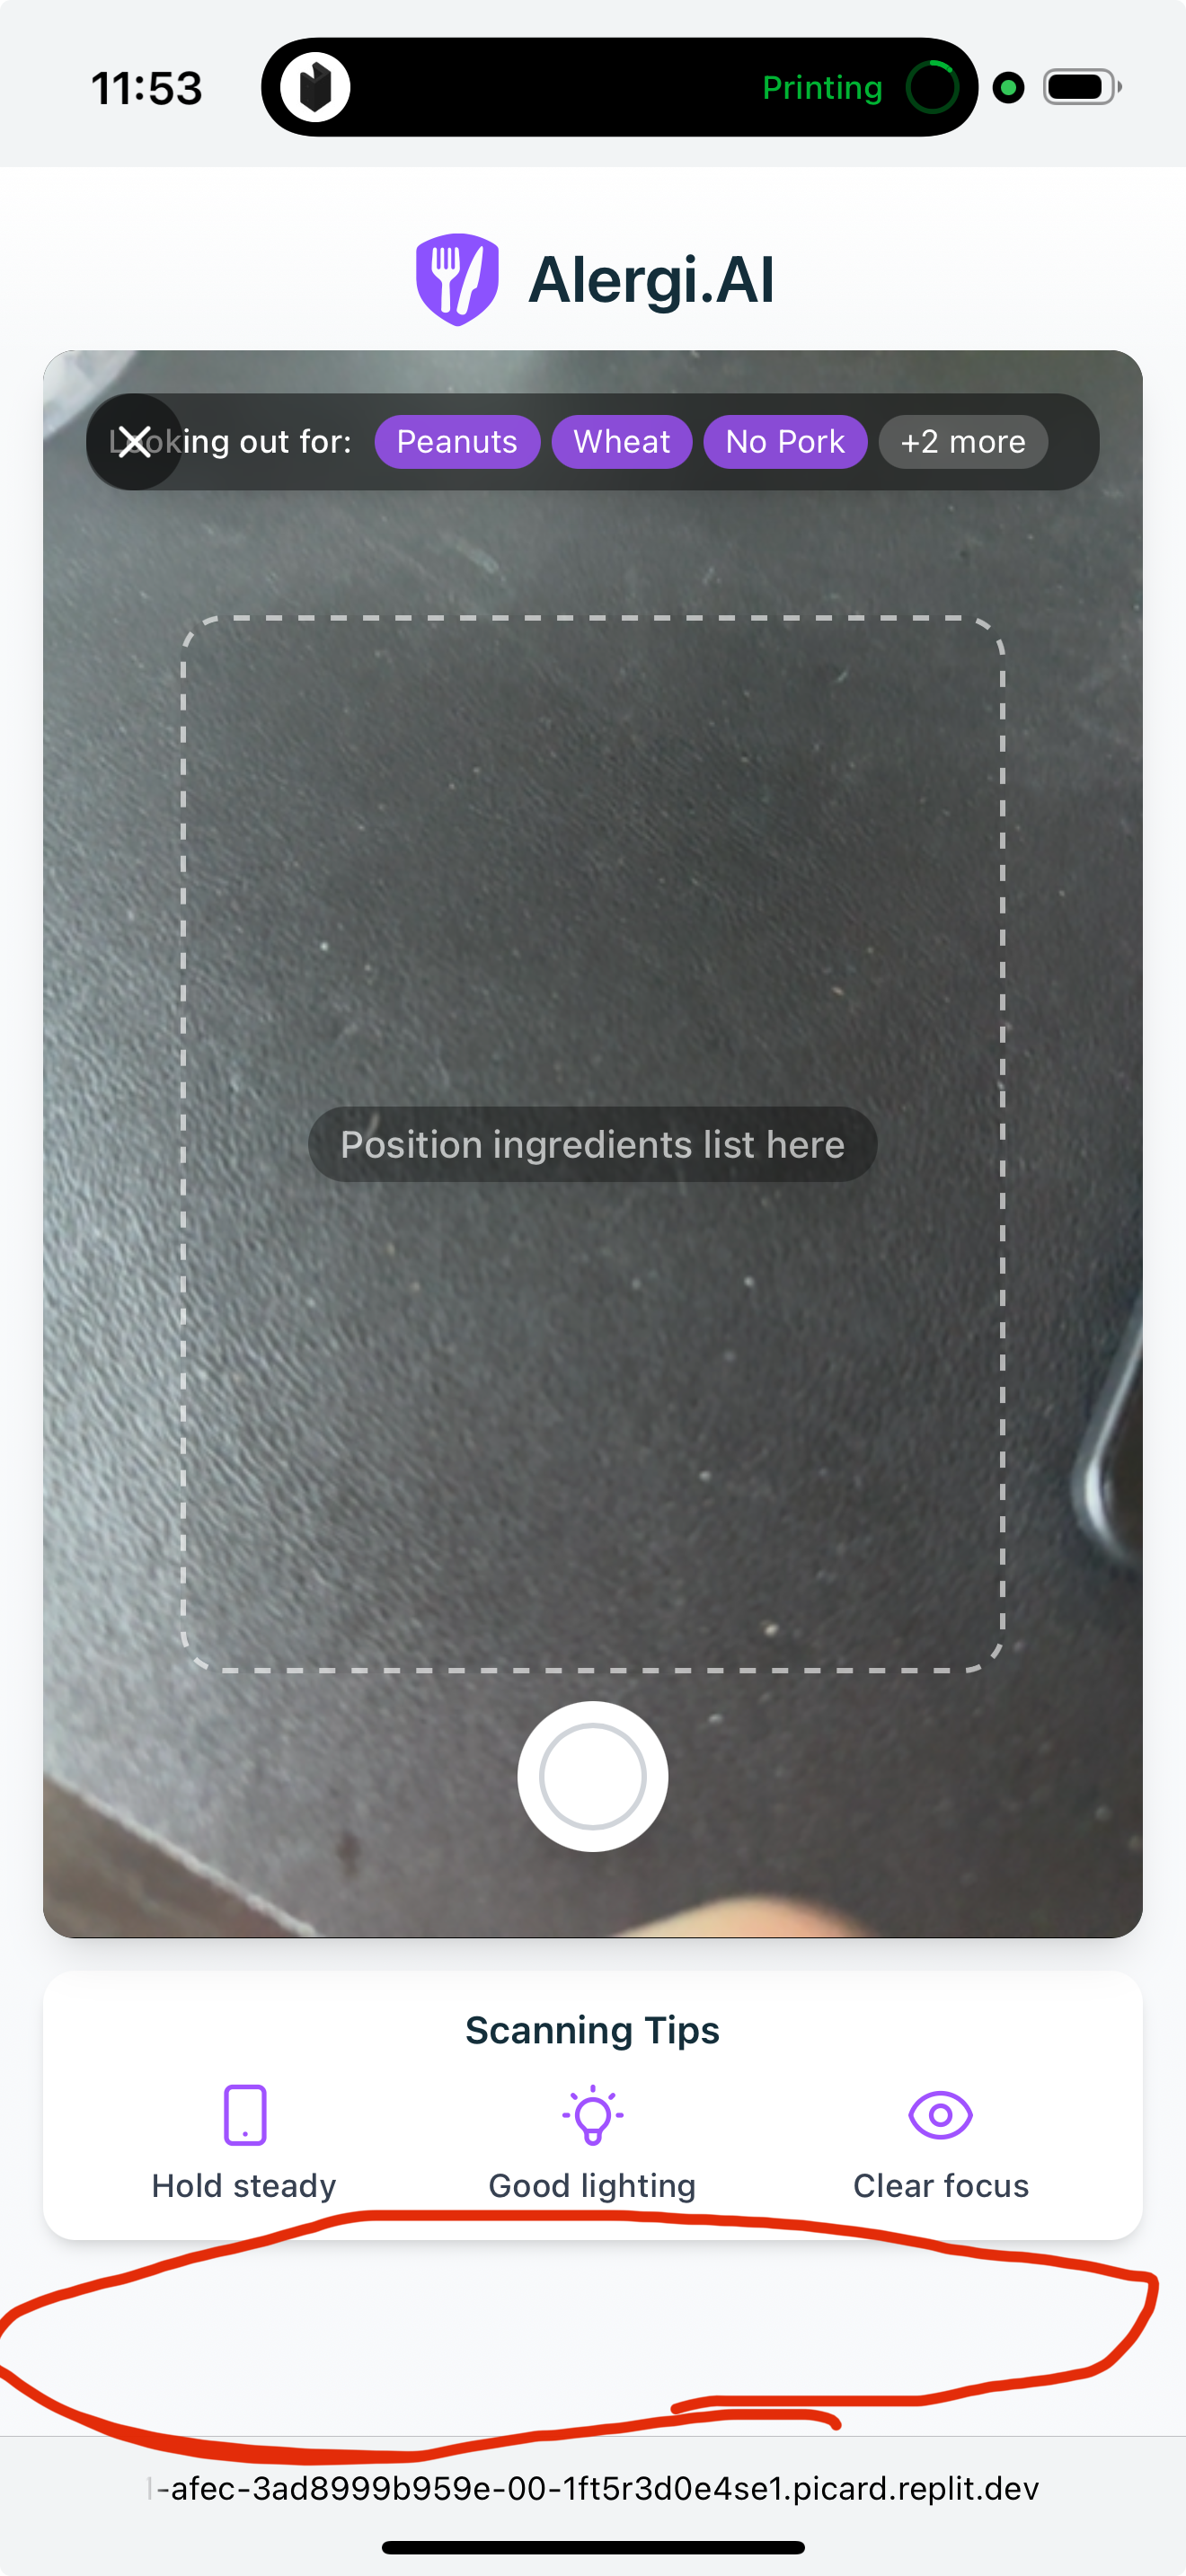 11:53 Printing
Alergi.AI
Looking out for: Peanuts Wheat No Pork +2 more
Position ingredients list here
Scanning Tips
Hold steady Good lighting Clear focus
-afec-3ad8999b959e-00-1ft5r3d0e4se1.picard.replit.dev